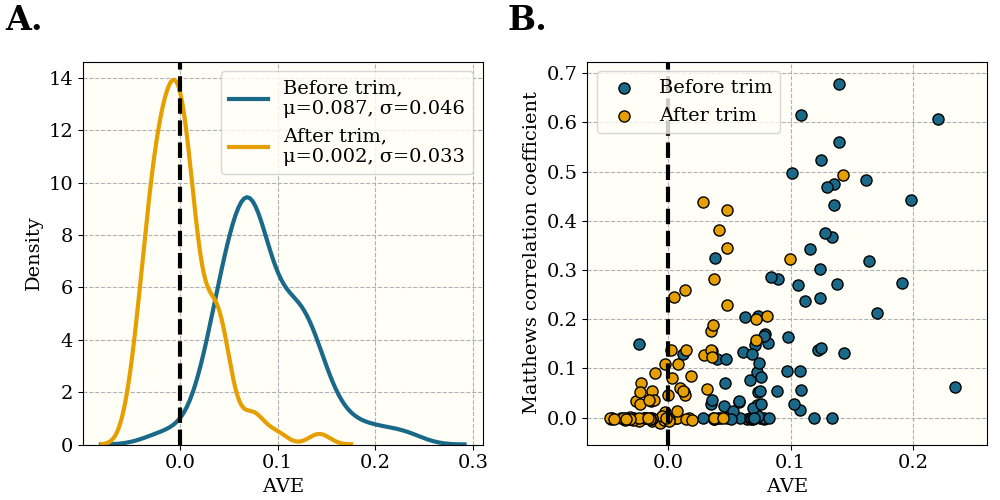 A.
Density
14
12
10
8
6
4
2
0
0.0
0.1
0.2
0.3
AVE
Before trim,
μ=0.087, σ=0.046
After trim,
μ=0.002, σ=0.033
B.
Matthews correlation coefficient
0.7
0.6
0.5
0.4
0.3
0.2
0.1
0.0
0.0
0.1
0.2
AVE
Before trim
After trim